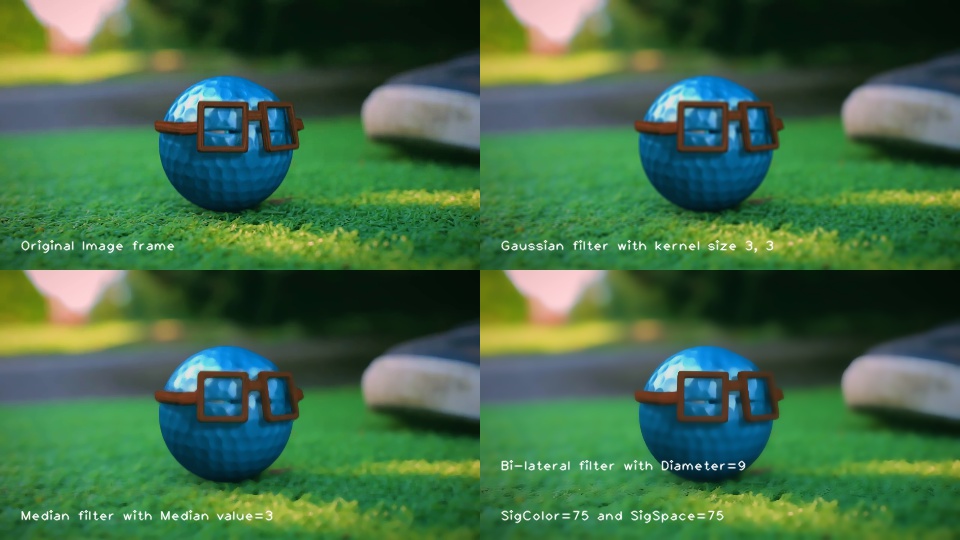 Original Image frame
Gaussian filter with kernel size 3, 3
Median filter with Median value=3
Bi-lateral filter with Diameter=9
SigColor=75 and SigSpace=75